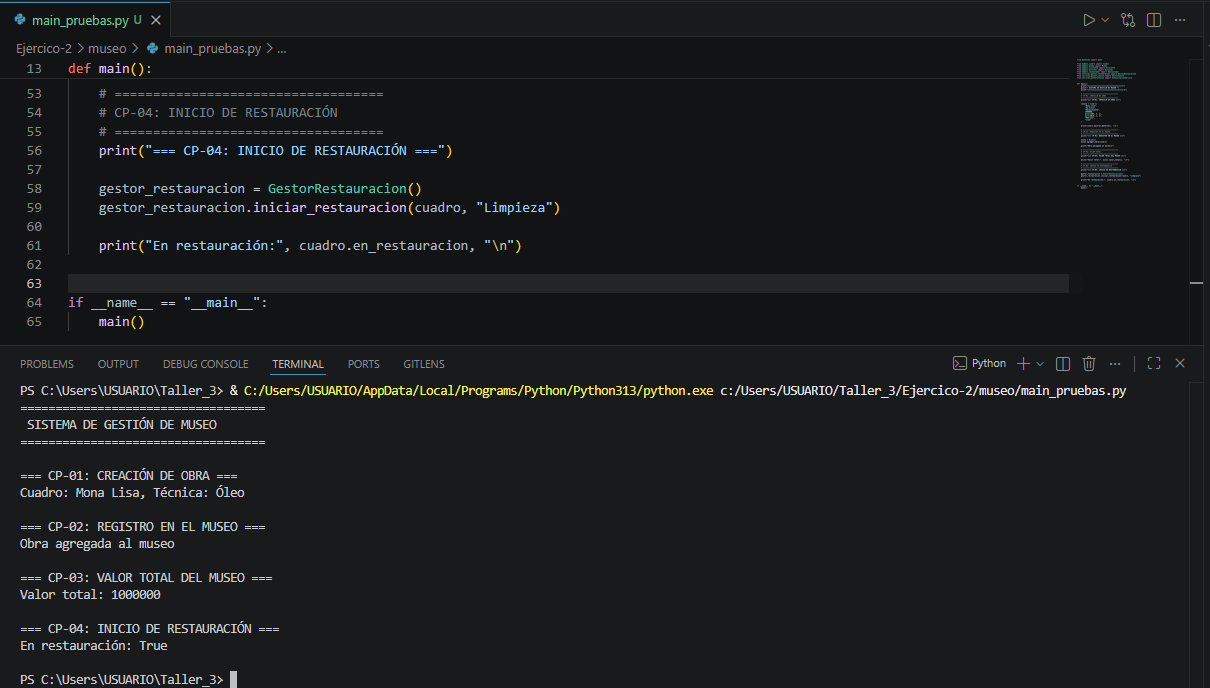 main_pruebas.py U
Ejercico-2 > museo > main_pruebas.py > ...
13 def main():
53 # ===================================
54 # CP-04: INICIO DE RESTAURACIÓN
55 # ===================================
56 print("=== CP-04: INICIO DE RESTAURACIÓN ===")
57
58 gestor_restauracion = GestorRestauracion()
59 gestor_restauracion.iniciar_restauracion(cuadro, "Limpieza")
60
61 print("En restauración:", cuadro.en_restauracion, "\n")
62
63
64 if __name__ == "__main__":
65 main()
PROBLEMS OUTPUT DEBUG CONSOLE TERMINAL PORTS GITLENS Python
PS C:\Users\USUARIO\Taller_3> & C:/Users/USUARIO/AppData/Local/Programs/Python/Python313/python.exe c:/Users/USUARIO/Taller_3/Ejercico-2/museo/main_pruebas.py
===================================
SISTEMA DE GESTIÓN DE MUSEO
===================================
=== CP-01: CREACIÓN DE OBRA ===
Cuadro: Mona Lisa, Técnica: Óleo
=== CP-02: REGISTRO EN EL MUSEO ===
Obra agregada al museo
=== CP-03: VALOR TOTAL DEL MUSEO ===
Valor total: 1000000
=== CP-04: INICIO DE RESTAURACIÓN ===
En restauración: True
PS C:\Users\USUARIO\Taller_3>